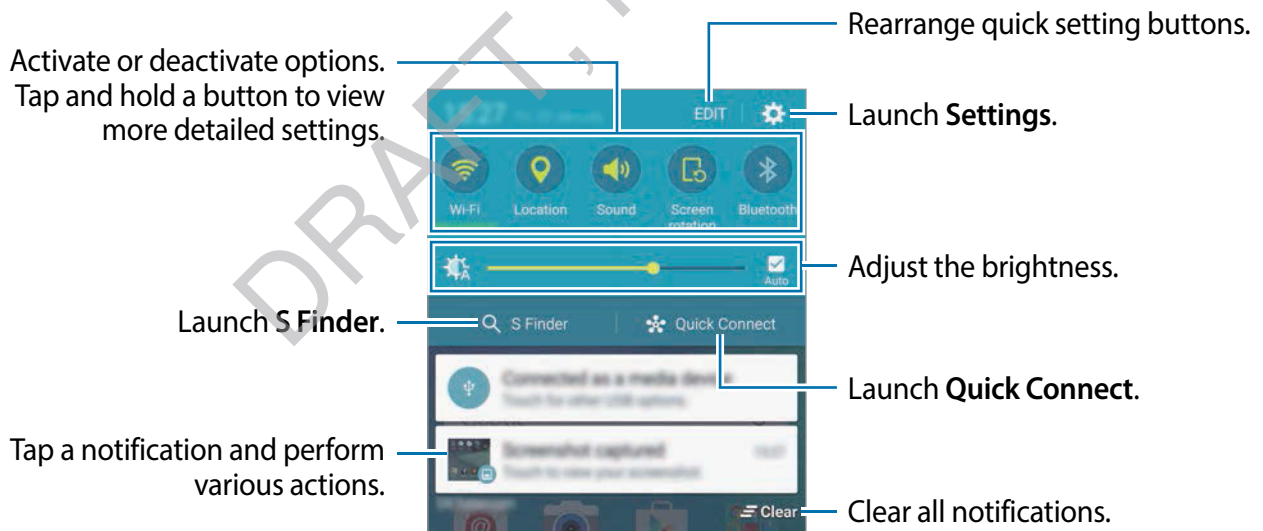 Rearrange quick setting buttons.
Activate or deactivate options.
Tap and hold a button to view
more detailed settings.
DRAFT,
EDIT
Launch Settings.
Wi-Fi
Location
Sound
Screen
rotation
Bluetooth
A
Auto
Adjust the brightness.
Launch S Finder.
S Finder
Quick Connect
Connected as a media device
Touch for other USB options.
Launch Quick Connect.
Tap a notification and perform
various actions.
Screenshot captured
Touch to view your screenshot.
Clear
Clear all notifications.